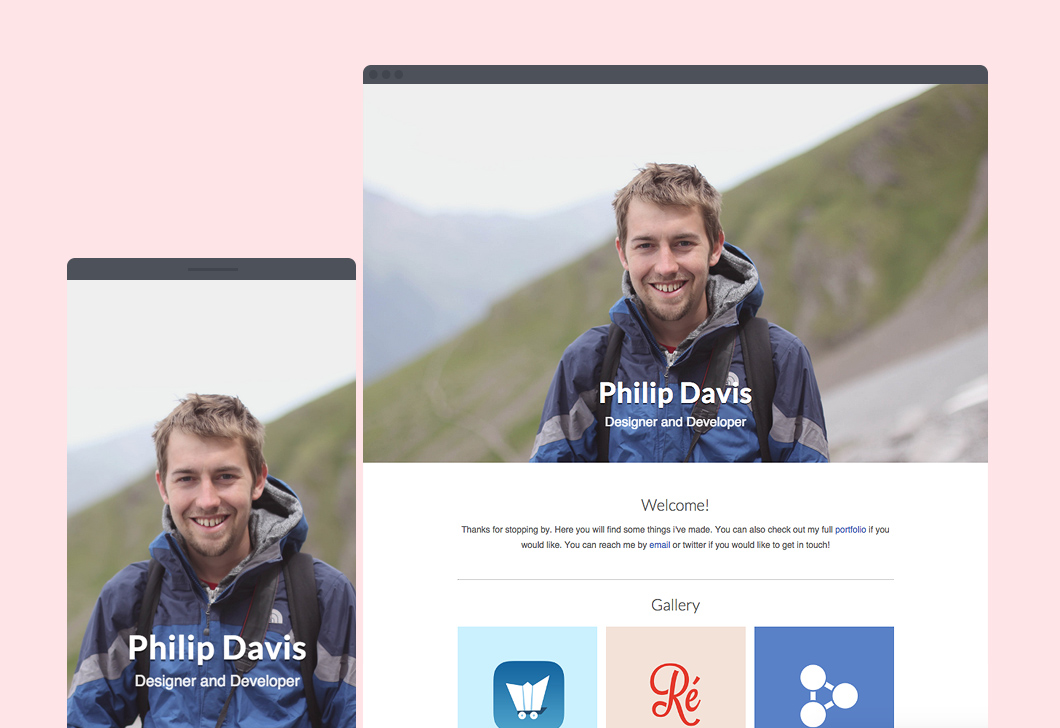 Philip Davis
Designer and Developer
Welcome!
Thanks for stopping by. Here you will find some things i've made. You can also check out my full portfolio if you
would like. You can reach me by email or twitter if you would like to get in touch!
Gallery
Ré
Philip Davis
Designer and Developer